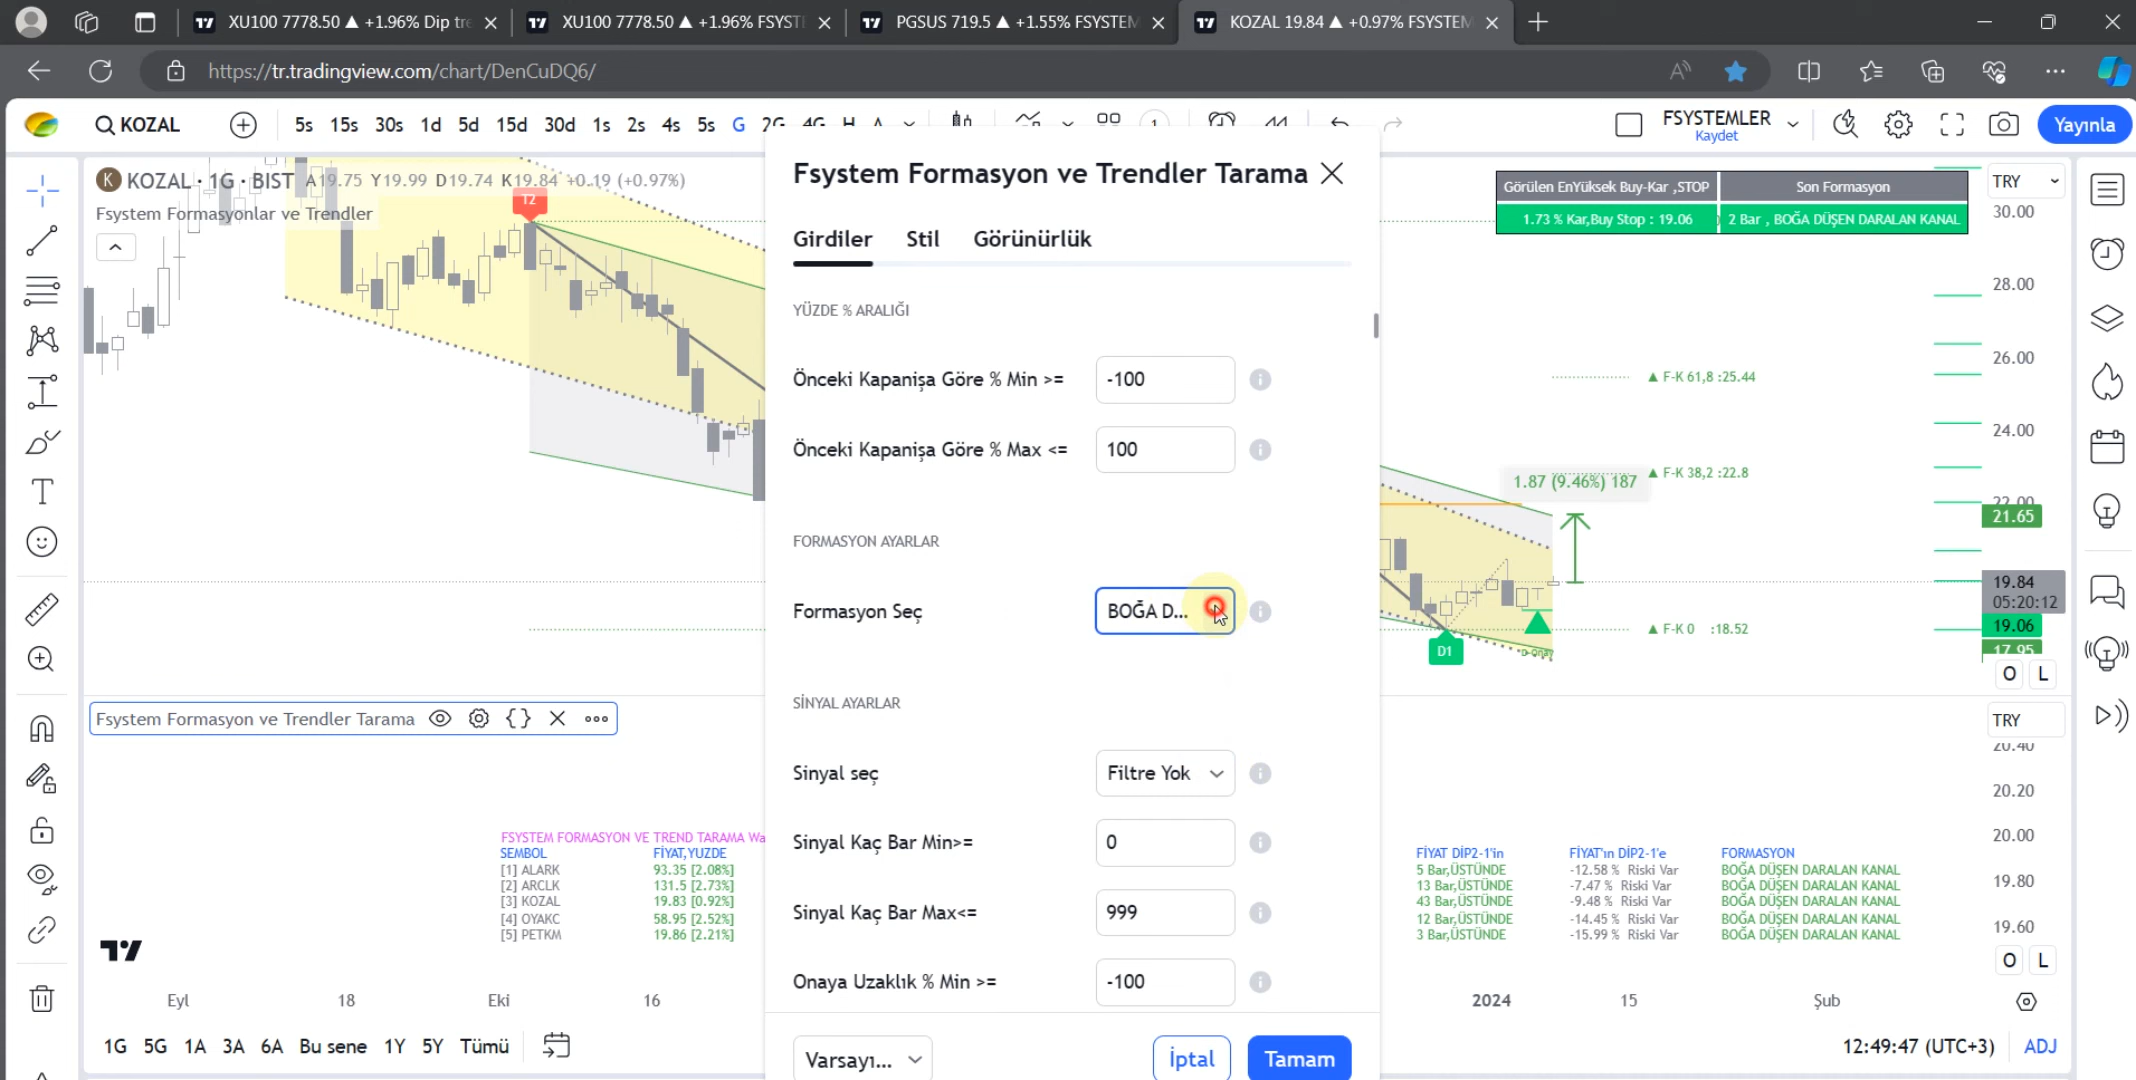 XU100 7778.50 ▲ +1.96% Dip tre
XU100 7778.50 ▲ +1.96% FSYSTE
PGSUS 719.5 ▲ +1.55% FSYSTEM
KOZAL 19.84 ▲ +0.97% FSYSTEM
https://tr.tradingview.com/chart/DenCuDQ6/
KOZAL
5s 15s 30s 1d 5d 15d 30d 1s 2s 4s 5s G 2G 4G H A
FSYSTEMLER
Kaydet
Yayınla
KOZAL · 1G · BIST A19.75 Y19.99 D19.74 K19.84 +0.19 (+0.97%)
Fsystem Formasyonlar ve Trendler
T2
Fsystem Formasyon ve Trendler Tarama
Girdiler Stil Görünürlük
YÜZDE % ARALIĞI
Önceki Kapanişa Göre % Min >= -100
Önceki Kapanişa Göre % Max <= 100
FORMASYON AYARLAR
Formasyon Seç BOĞA D...
SİNYAL AYARLAR
Sinyal seç Filtre Yok
Sinyal Kaç Bar Min>= 0
Sinyal Kaç Bar Max<= 999
Onaya Uzaklık % Min >= -100
Varsayı... İptal Tamam
Görülen EnYüksek Buy-Kar ,STOP Son Formasyon
1.73 % Kar,Buy Stop : 19.06 2 Bar , BOĞA DÜŞEN DARALAN KANAL
TRY
30.00
28.00
26.00
24.00
22.00
21.65
19.84
05:20:12
19.06
17.95
O L
▲ F-K 61,8 :25.44
▲ F-K 38,2 :22.8
1.87 (9.46%) 187
▲ F-K 0 :18.52
D1
Fsystem Formasyon ve Trendler Tarama
FSYSTEM FORMASYON VE TREND TARAMA Wa
SEMBOL FİYAT,YUZDE FİYAT DİP2-1'in FİYAT'ın DİP2-1'e FORMASYON
[1] ALARK 93.35 [2.08%] 5 Bar,ÜSTÜNDE -12.58 % Riski Var BOĞA DÜŞEN DARALAN KANAL
[2] ARCLK 131.5 [2.73%] 13 Bar,ÜSTÜNDE -7.47 % Riski Var BOĞA DÜŞEN DARALAN KANAL
[3] KOZAL 19.83 [0.92%] 43 Bar,ÜSTÜNDE -9.48 % Riski Var BOĞA DÜŞEN DARALAN KANAL
[4] OYAKC 58.95 [2.52%] 12 Bar,ÜSTÜNDE -14.45 % Riski Var BOĞA DÜŞEN DARALAN KANAL
[5] PETKM 19.86 [2.21%] 3 Bar,ÜSTÜNDE -15.99 % Riski Var BOĞA DÜŞEN DARALAN KANAL
TRY
20.40
20.20
20.00
19.80
19.60
O L
Eyl 18 Eki 16 2024 15 Şub
1G 5G 1A 3A 6A Bu sene 1Y 5Y Tümü
12:49:47 (UTC+3) ADJ